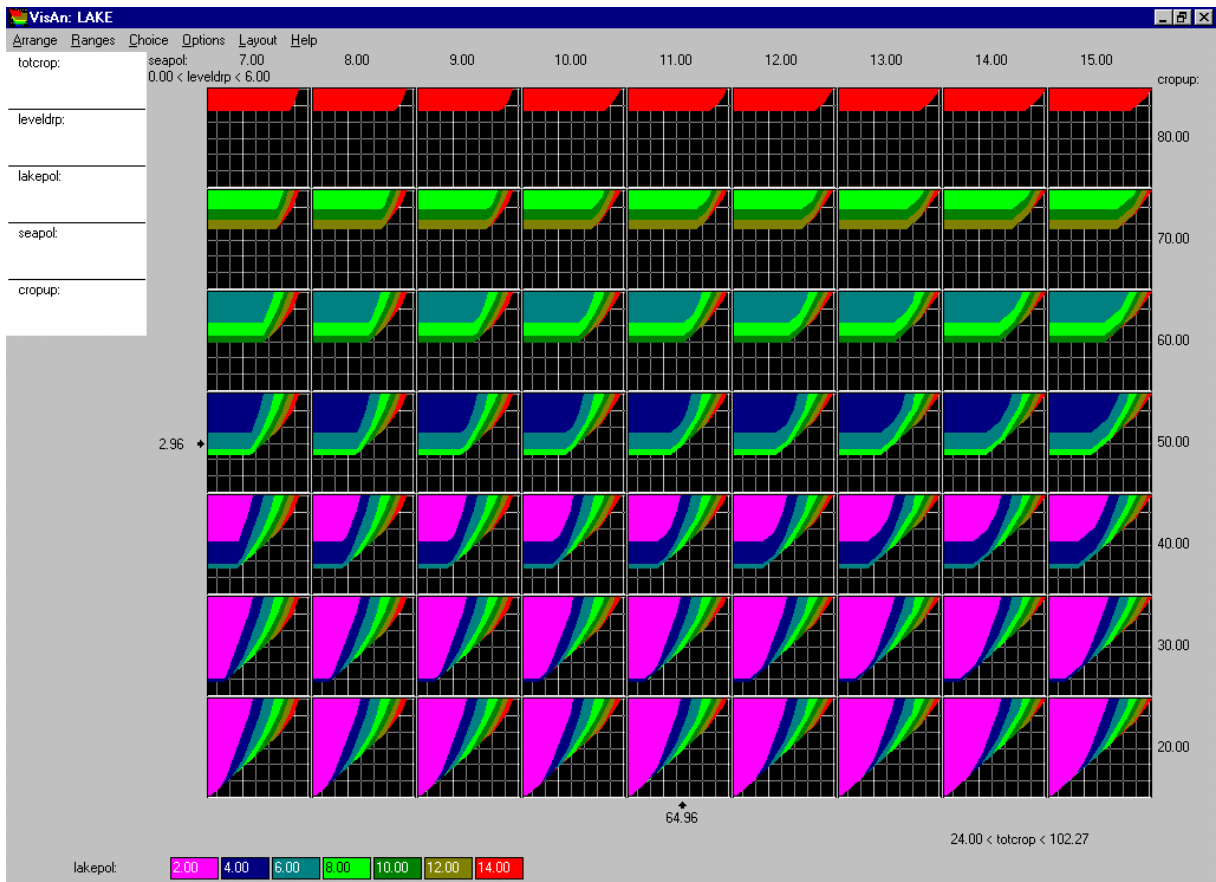 VisAn: LAKE
Arrange Ranges Choice Options Layout Help
totcrop:
leveldrp:
lakepol:
seapol:
cropup:
seapol: 7.00 8.00 9.00 10.00 11.00 12.00 13.00 14.00 15.00
0.00 < leveldrp < 6.00
cropup:
80.00
70.00
60.00
2.96
50.00
40.00
30.00
20.00
64.96
24.00 < totcrop < 102.27
lakepol: 2.00 4.00 6.00 8.00 10.00 12.00 14.00